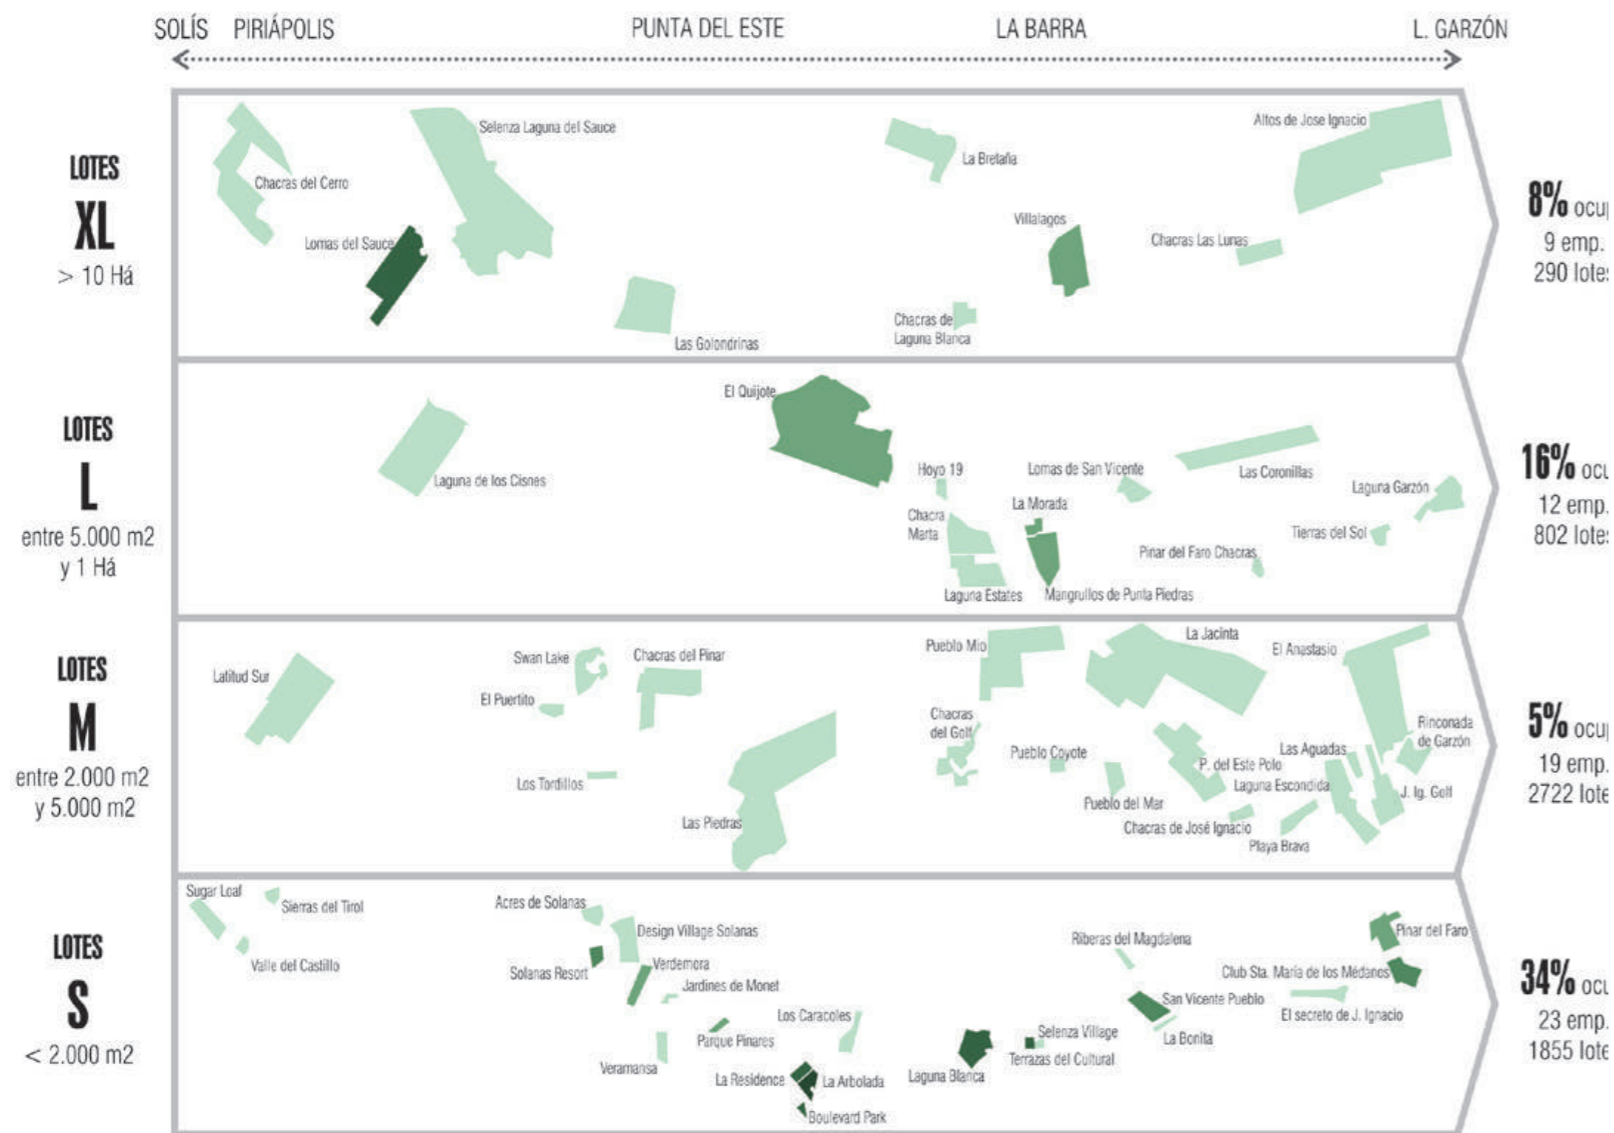 SOLÍS PIRIÁPOLIS PUNTA DEL ESTE LA BARRA L. GARZÓN
LOTES
XL
> 10 Há
Chacras del Cerro
Selenza Laguna del Sauce
Lomas del Sauce
Las Golondrinas
La Bretaña
Villalagos
Chacras de
Laguna Blanca
Chacras Las Lunas
Altos de Jose Ignacio
8% ocu
9 emp.
290 lote
LOTES
L
entre 5.000 m2
y 1 Há
Laguna de los Cisnes
El Quijote
Hoyo 19
Chacra
Marta
Laguna Estates
Lomas de San Vicente
La Morada
Mangrullos de Punta Piedras
Las Coronillas
Pinar del Faro Chacras
Laguna Garzón
Tierras del Sol
16% ocu
12 emp.
802 lote
LOTES
M
entre 2.000 m2
y 5.000 m2
Latitud Sur
Swan Lake
El Puertito
Chacras del Pinar
Los Tordillos
Las Piedras
Pueblo Mio
Chacras
del Golf
Pueblo Coyote
Pueblo del Mar
La Jacinta
P. del Este Polo
Laguna Escondida
Chacras de José Ignacio
Playa Brava
El Anastasio
Las Aguadas
Rinconada
de Garzón
J. Ig. Golf
5% ocu
19 emp.
2722 lote
LOTES
S
< 2.000 m2
Sugar Loaf
Sierras del Tirol
Valle del Castillo
Acres de Solanas
Design Village Solanas
Solanas Resort
Verdemora
Jardines de Monet
Parque Pinares
Veramansa
Los Caracoles
La Residence
La Arbolada
Boulevard Park
Laguna Blanca
Selenza Village
Terrazas del Cultural
Riberas del Magdalena
San Vicente Pueblo
La Bonita
Pinar del Faro
Club Sta. María de los Médanos
El secreto de J. Ignacio
34% ocu
23 emp.
1855 lote